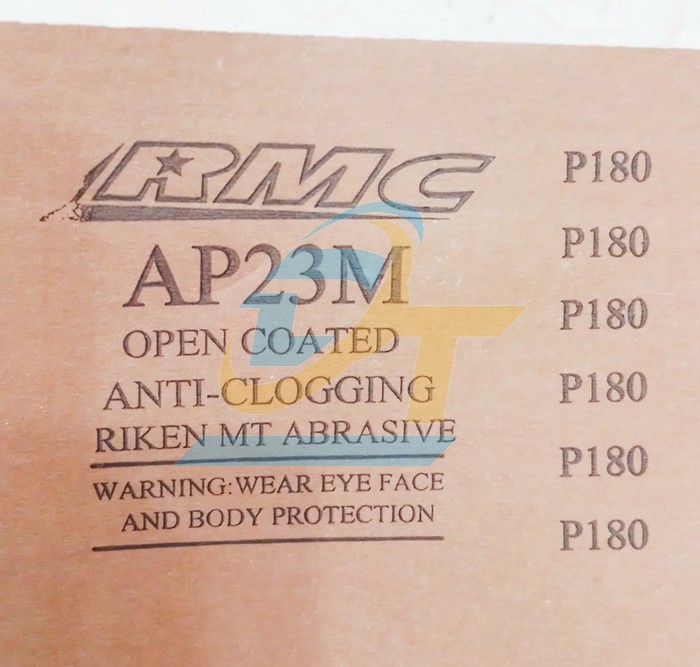 RMC
AP23M
OPEN COATED
ANTI-CLOGGING
RIKEN MT ABRASIVE
WARNING:WEAR EYE FACE
AND BODY PROTECTION
P180
P180
P180
P180
P180
P180
DT